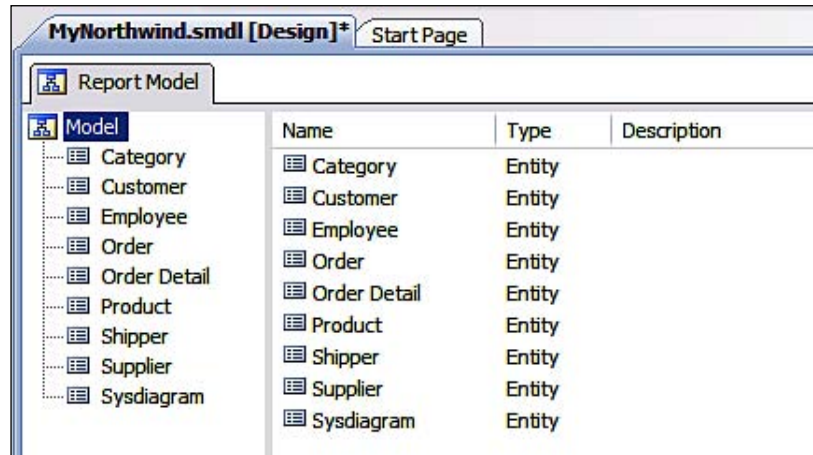 MyNorthwind.smdl [Design]* Start Page
Report Model
Model
Category
Customer
Employee
Order
Order Detail
Product
Shipper
Supplier
Sysdiagram
Name Type Description
Category Entity
Customer Entity
Employee Entity
Order Entity
Order Detail Entity
Product Entity
Shipper Entity
Supplier Entity
Sysdiagram Entity